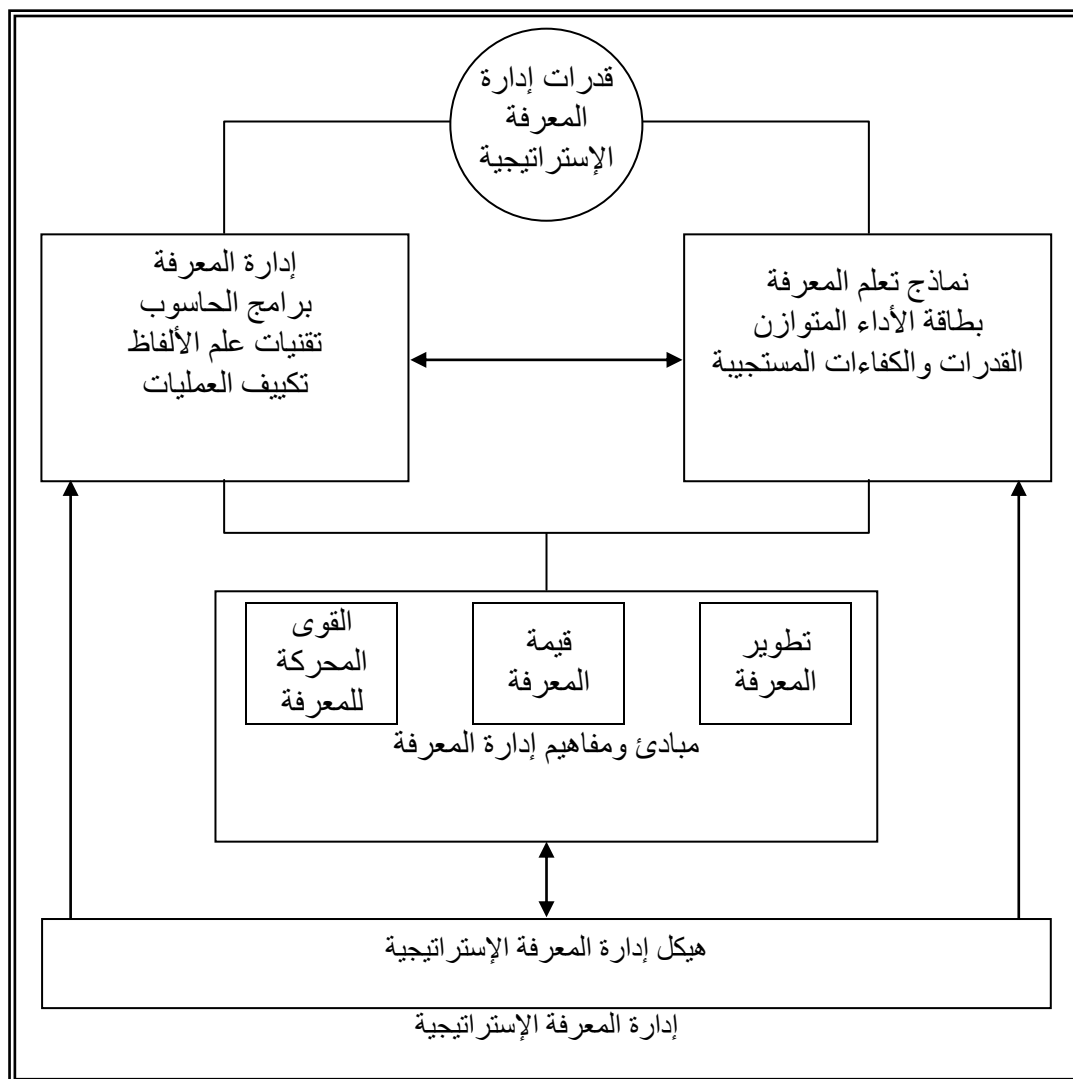 قدرات إدارة
المعرفة
الإستراتيجية
نماذج تعلم المعرفة
بطاقة الأداء المتوازن
القدرات والكفاءات المستجيبة
إدارة المعرفة
برامج الحاسوب
تقنيات علم الألفاظ
تكييف العمليات
تطوير
المعرفة
قيمة
المعرفة
القوى
المحركة
للمعرفة
مبادئ ومفاهيم إدارة المعرفة
هيكل إدارة المعرفة الإستراتيجية
إدارة المعرفة الإستراتيجية